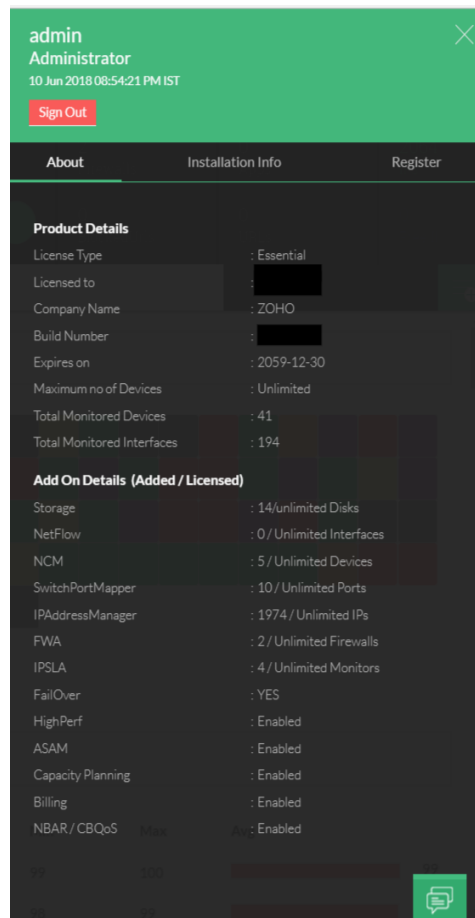 admin
Administrator
10 Jun 2018 08:54:21 PM IST
Sign Out
About Installation Info Register
Product Details
License Type : Essential
Licensed to :
Company Name : ZOHO
Build Number :
Expires on : 2059-12-30
Maximum no of Devices : Unlimited
Total Monitored Devices : 41
Total Monitored Interfaces : 194
Add On Details (Added / Licensed)
Storage : 14/unlimited Disks
NetFlow : 0 / Unlimited Interfaces
NCM : 5 / Unlimited Devices
SwitchPortMapper : 10 / Unlimited Ports
IPAddressManager : 1974 / Unlimited IPs
FWA : 2 / Unlimited Firewalls
IPSLA : 4 / Unlimited Monitors
FailOver : YES
HighPerf : Enabled
ASAM : Enabled
Capacity Planning : Enabled
Billing : Enabled
NBAR / CBQoS : Enabled
Max Avg
99 100